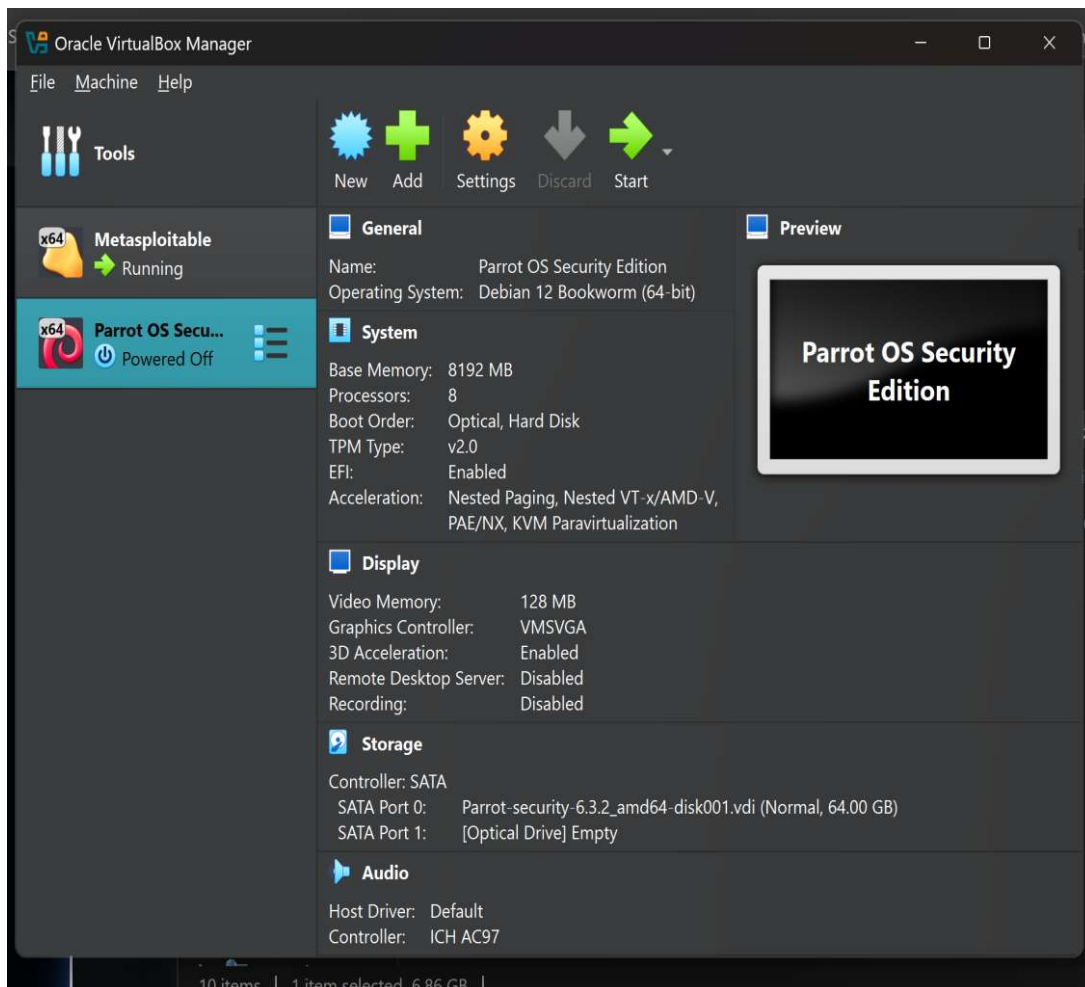 Oracle VirtualBox Manager
File Machine Help
Tools
New Add Settings Discard Start
x64 Metasploitable
Running
x64 Parrot OS Secu...
Powered Off
General
Name: Parrot OS Security Edition
Operating System: Debian 12 Bookworm (64-bit)
System
Base Memory: 8192 MB
Processors: 8
Boot Order: Optical, Hard Disk
TPM Type: v2.0
EFI: Enabled
Acceleration: Nested Paging, Nested VT-x/AMD-V,
PAE/NX, KVM Paravirtualization
Preview
Parrot OS Security
Edition
Display
Video Memory: 128 MB
Graphics Controller: VMSVGA
3D Acceleration: Enabled
Remote Desktop Server: Disabled
Recording: Disabled
Storage
Controller: SATA
SATA Port 0: Parrot-security-6.3.2_amd64-disk001.vdi (Normal, 64.00 GB)
SATA Port 1: [Optical Drive] Empty
Audio
Host Driver: Default
Controller: ICH AC97
10 items 1 item selected 6.86 GB